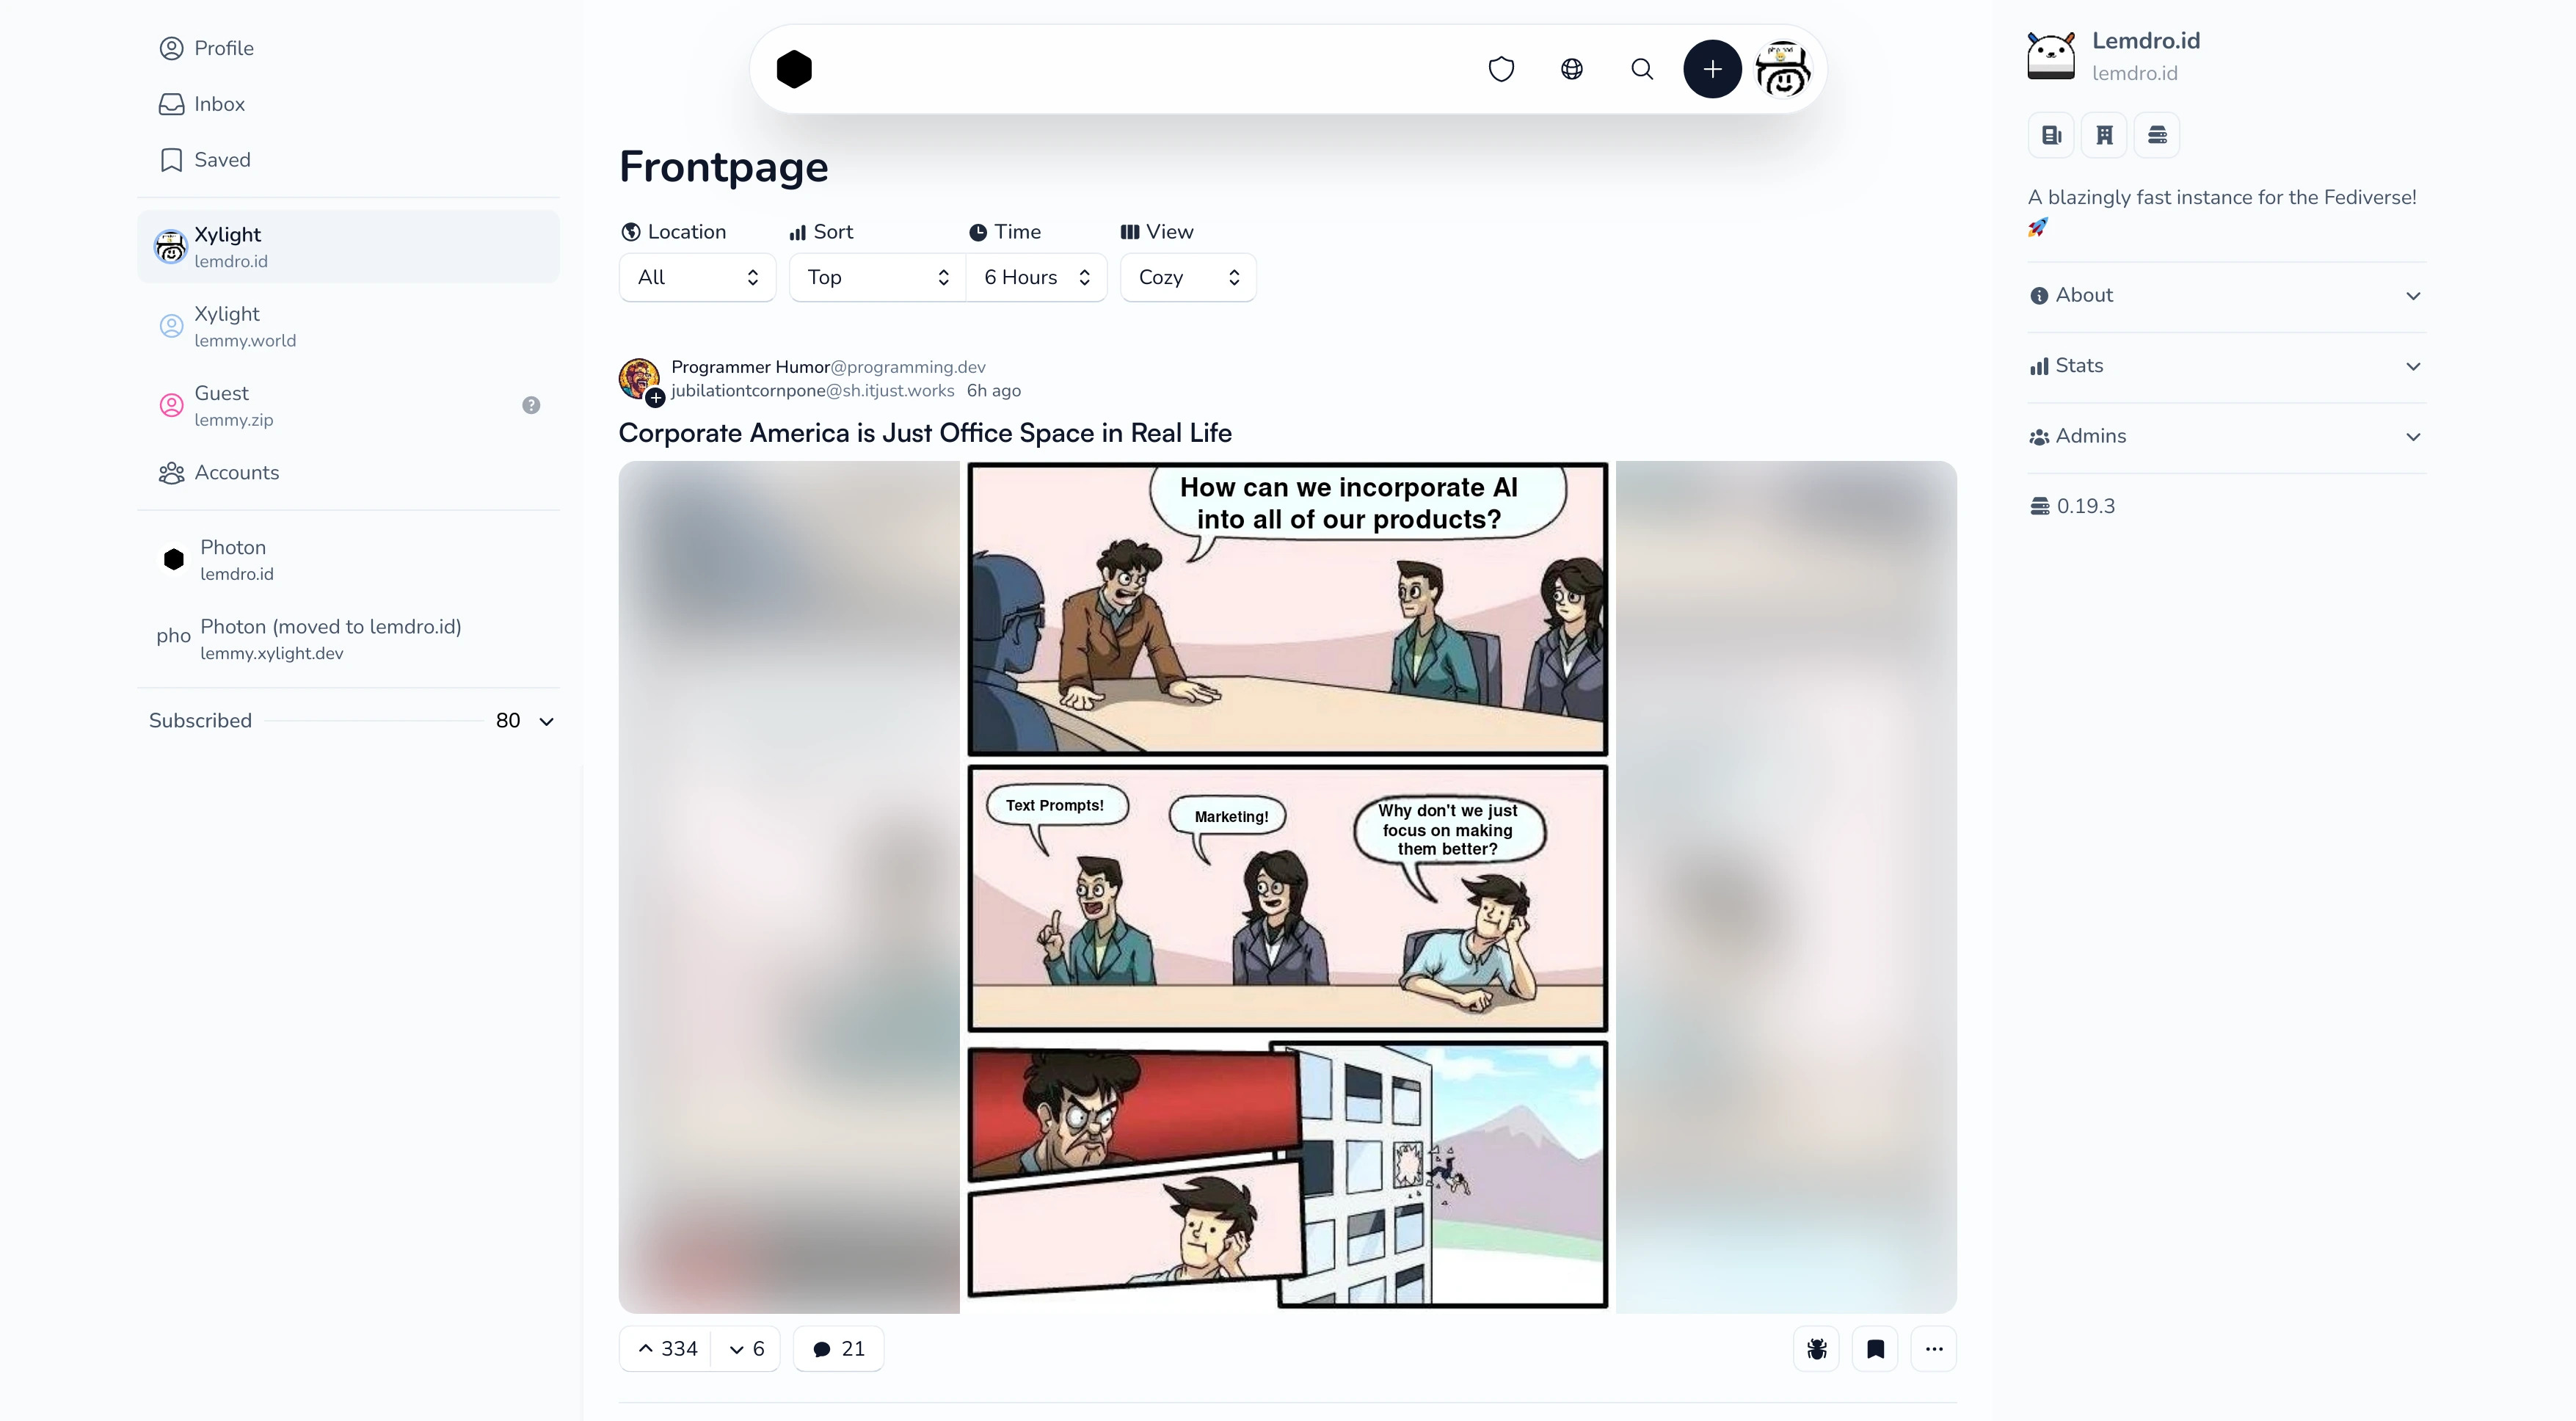 Profile
Inbox
Saved
Xylight
lemdro.id
Xylight
lemmy.world
Guest
lemmy.zip
Accounts
Photon
lemdro.id
pho
Photon (moved to lemdro.id)
lemmy.xylight.dev
Subscribed 80
Frontpage
Location Sort Time View
All Top 6 Hours Cozy
Programmer Humor@programming.dev
jubilationtcornpone@sh.itjust.works 6h ago
Corporate America is Just Office Space in Real Life
How can we incorporate AI
into all of our products?
Text Prompts!
Marketing!
Why don't we just
focus on making
them better?
334 6 21
Lemdro.id
lemdro.id
A blazingly fast instance for the Fediverse!
🚀
About
Stats
Admins
0.19.3